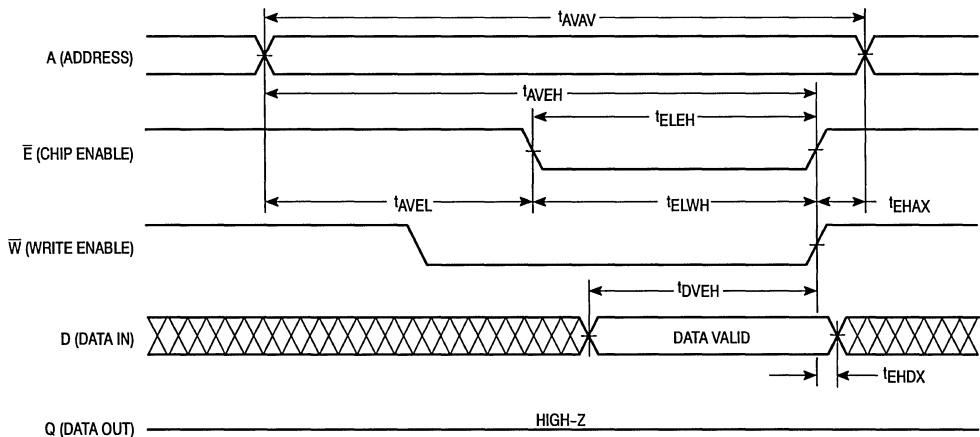 tAVAV
A (ADDRESS)
tAVEH
tELEH
E̅ (CHIP ENABLE)
tAVEL
tELWH
tEHAX
W̅ (WRITE ENABLE)
tDVEH
D (DATA IN)
DATA VALID
tEHDX
HIGH–Z
Q (DATA OUT)